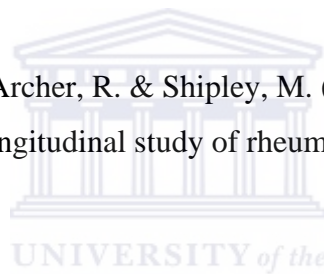 Archer, R. & Shipley, M. (
ngitudinal study of rheum
UNIVERSITY of the